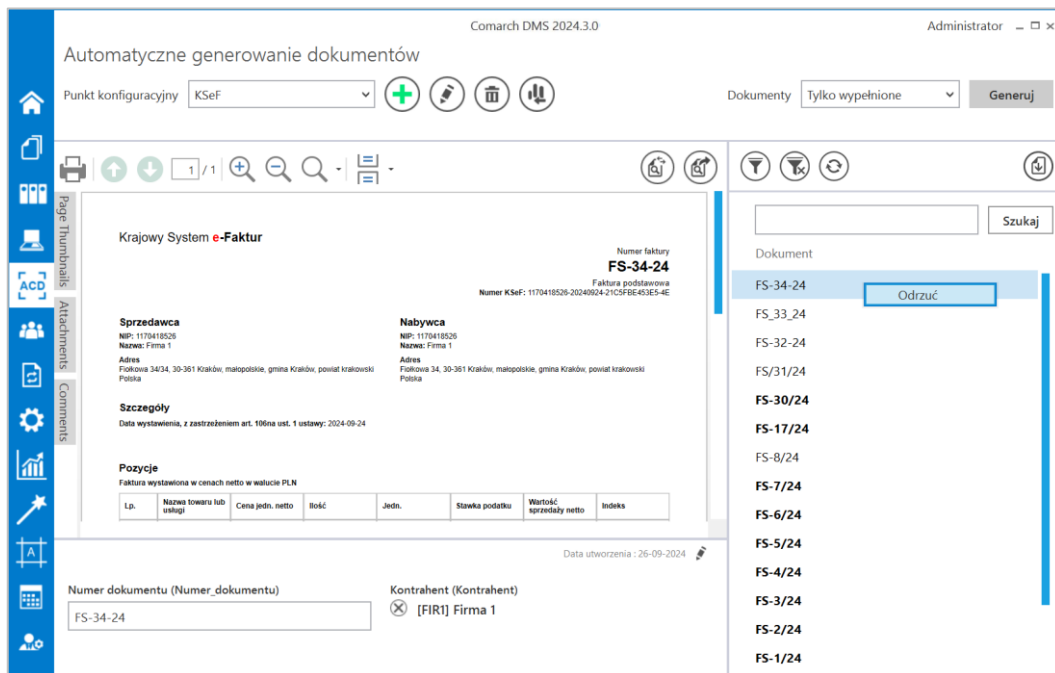 Comarch DMS 2024.3.0
Administrator
Automatyczne generowanie dokumentów
Punkt konfiguracyjny KSeF
Dokumenty Tylko wypełnione Generuj
1 / 1
Page Thumbnails
Attachments
Comments
ACD
A
Krajowy System e-Faktur
Numer faktury
FS-34-24
Faktura podstawowa
Numer KSeF: 1170418526-20240924-21C5FBE453E5-4E
Sprzedawca
NIP: 1170418526
Nazwa: Firma 1
Adres
Fiołkowa 34/34, 30-361 Kraków, małopolskie, gmina Kraków, powiat krakowski
Polska
Nabywca
NIP: 1170418526
Nazwa: Firma 1
Adres
Fiołkowa 34, 30-361 Kraków, małopolskie, gmina Kraków, powiat krakowski
Polska
Szczegóły
Data wystawienia, z zastrzeżeniem art. 106na ust. 1 ustawy: 2024-09-24
Pozycje
Faktura wystawiona w cenach netto w walucie PLN
Lp. Nazwa towaru lub usługi Cena jedn. netto Ilość Jedn. Stawka podatku Wartość sprzedaży netto Indeks
Data utworzenia : 26-09-2024
Numer dokumentu (Numer_dokumentu)
FS-34-24
Kontrahent (Kontrahent)
[FIR1] Firma 1
Szukaj
Dokument
FS-34-24
Odrzuć
FS_33_24
FS-32-24
FS/31/24
FS-30/24
FS-17/24
FS-8/24
FS-7/24
FS-6/24
FS-5/24
FS-4/24
FS-3/24
FS-2/24
FS-1/24